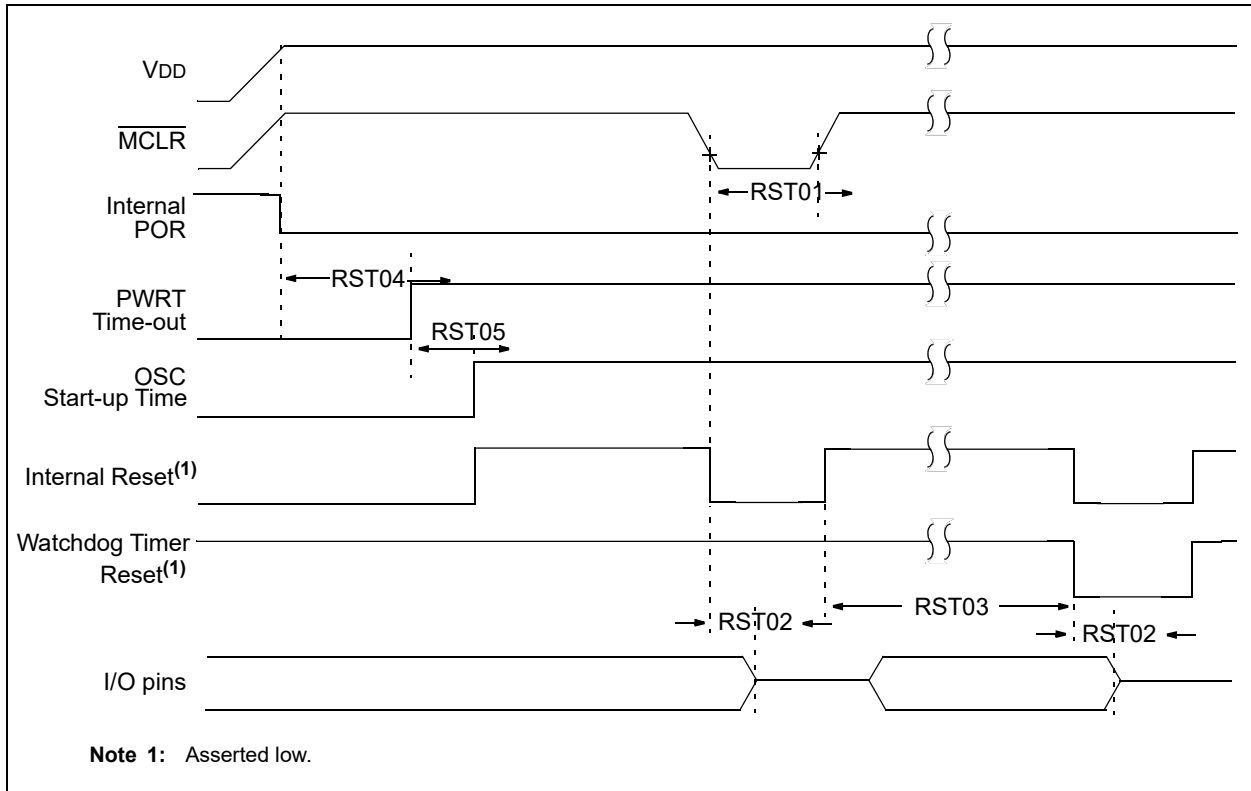 VDD
MCLR
RST01
Internal
POR
RST04
PWRT
Time-out
RST05
OSC
Start-up Time
Internal Reset(1)
Watchdog Timer
Reset(1)
RST03
RST02
RST02
I/O pins
Note 1: Asserted low.